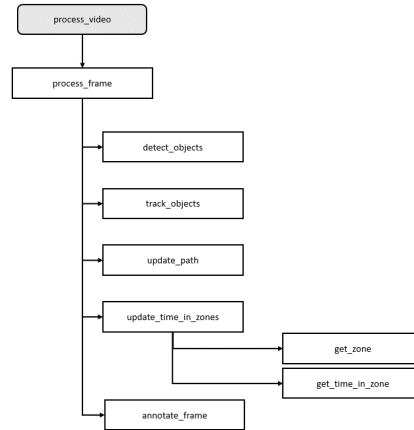 process_video
process_frame
detect_objects
track_objects
update_path
update_time_in_zones
get_zone
get_time_in_zone
annotate_frame